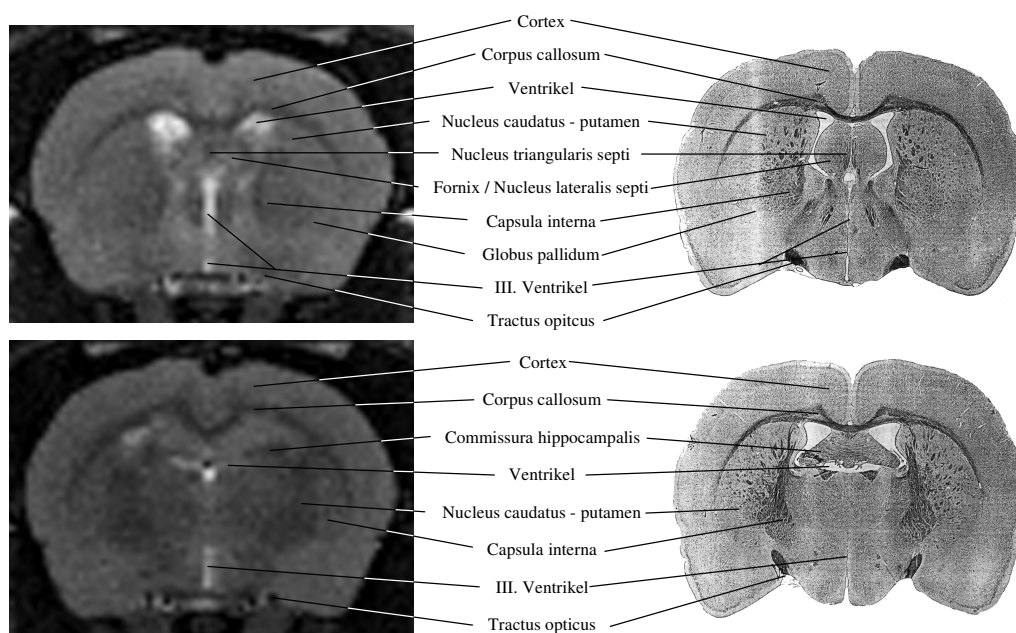 Cortex
Corpus callosum
Ventrikel
Nucleus caudatus - putamen
Nucleus triangularis septi
Fornix / Nucleus lateralis septi
Capsula interna
Globus pallidum
III. Ventrikel
Tractus opitcus
Cortex
Corpus callosum
Commissura hippocampalis
Ventrikel
Nucleus caudatus - putamen
Capsula interna
III. Ventrikel
Tractus opticus